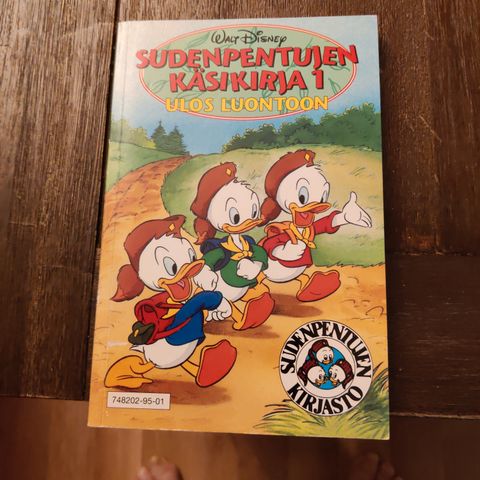 WALT DISNEY
SUDENPENTUJEN
KÄSIKIRJA 1
ULOS LUONTOON
SUDENPENTUJEN
KIRJASTO
748202-95-01